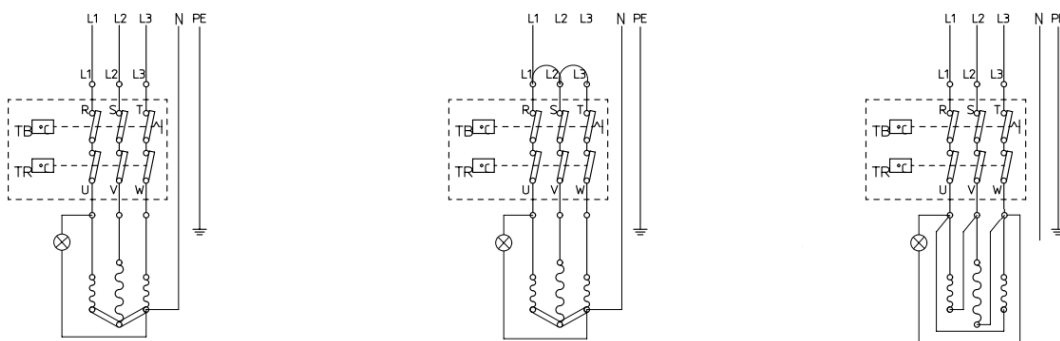 L1 L2 L3 N PE
L1 L2 L3
R S T
TB °C
TR °C
U V W
L1 L2 L3 N PE
L1 L2 L3
R S T
TB °C
TR °C
U V W
L1 L2 L3 N PE
L1 L2 L3
R S T
TB °C
TR °C
U V W